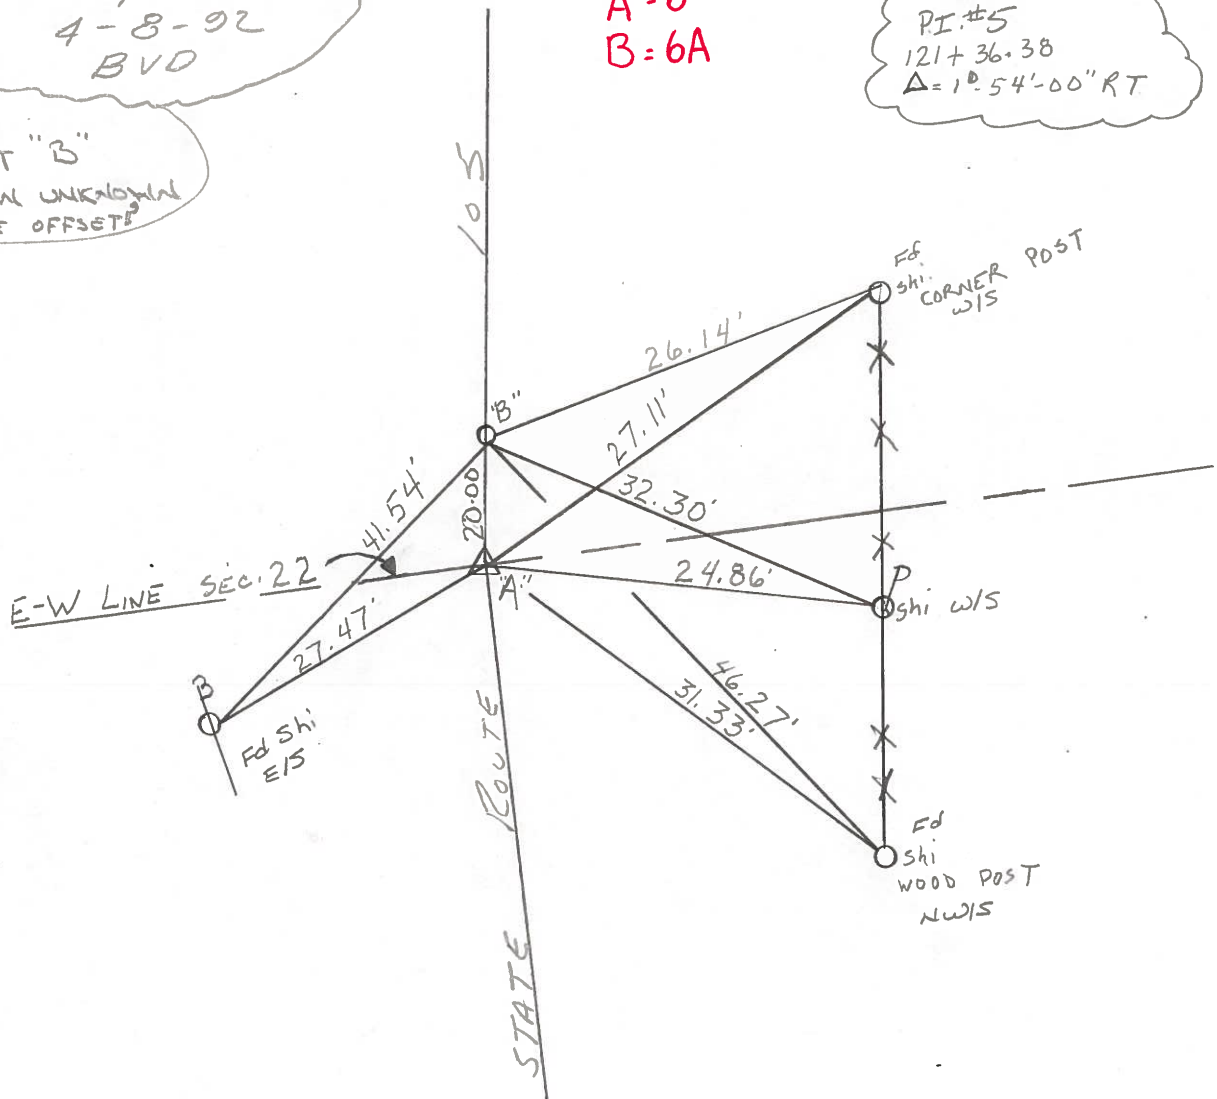 4-8-92
BVD
"B"
UNKNOWN
OFFSET?
B=6A
P.I.#5
121+36.38
Δ=1°-54'-00" RT
STATE ROUTE 105
Fd
shi.
CORNER POST
W/S
26.14'
"B"
27.11'
41.54'
20.00
32.30'
E-W LINE SEC. 22
"A"
24.86'
P
shi W/S
27.47'
B
Fd Shi
E/S
46.27'
31.33'
Fd
shi
WOOD POST
NW/S